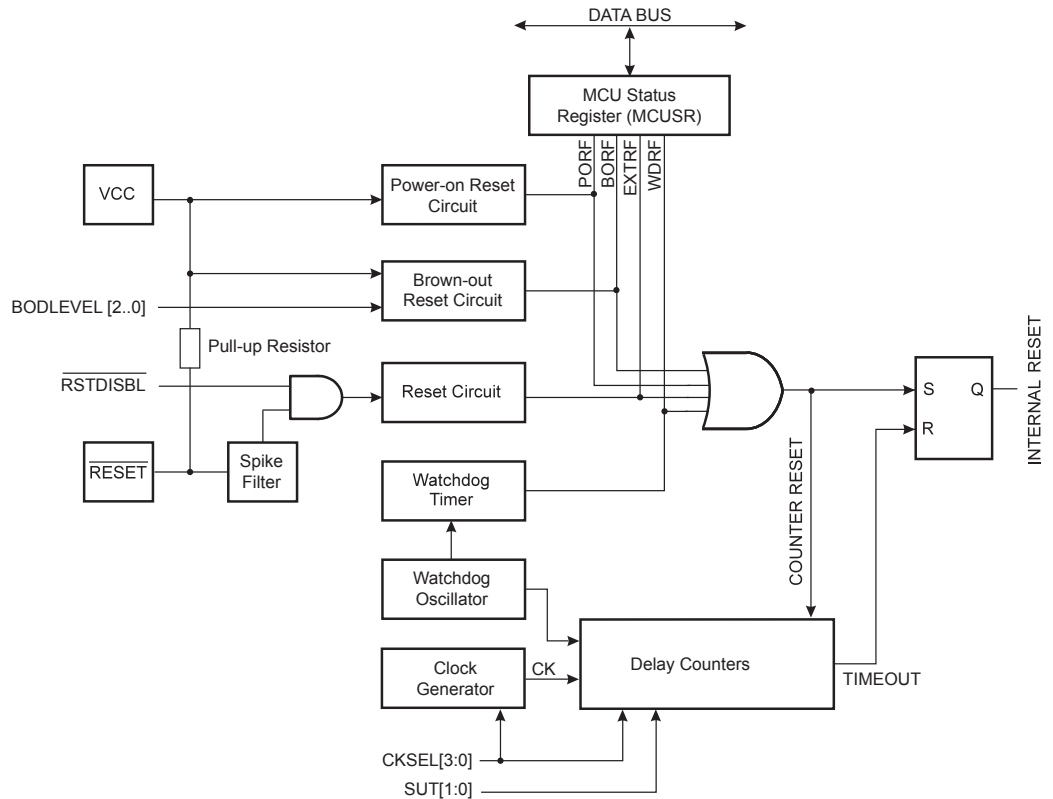 DATA BUS
MCU Status
Register (MCUSR)
PORF
BORF
EXTRF
WDRF
VCC
Power-on Reset
Circuit
Brown-out
Reset Circuit
BODLEVEL [2..0]
Pull-up Resistor
RSTDISBL
Reset Circuit
S
Q
R
INTERNAL RESET
RESET
Spike
Filter
Watchdog
Timer
COUNTER RESET
Watchdog
Oscillator
Clock
Generator
CK
Delay Counters
TIMEOUT
CKSEL[3:0]
SUT[1:0]